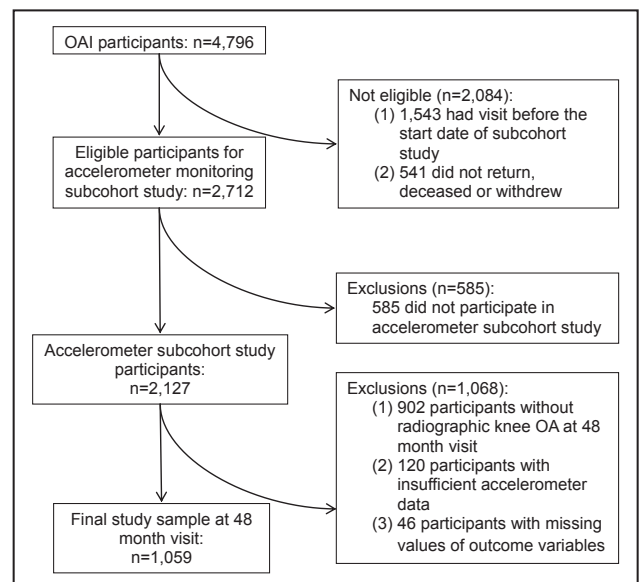 OAI participants: n=4,796
Not eligible (n=2,084):
(1) 1,543 had visit before the
start date of subcohort
study
(2) 541 did not return,
deceased or withdrew
Eligible participants for
accelerometer monitoring
subcohort study: n=2,712
Exclusions (n=585):
585 did not participate in
accelerometer subcohort study
Accelerometer subcohort study
participants:
n=2,127
Exclusions (n=1,068):
(1) 902 participants without
radiographic knee OA at 48
month visit
(2) 120 participants with
insufficient accelerometer
data
(3) 46 participants with missing
values of outcome variables
Final study sample at 48
month visit:
n=1,059